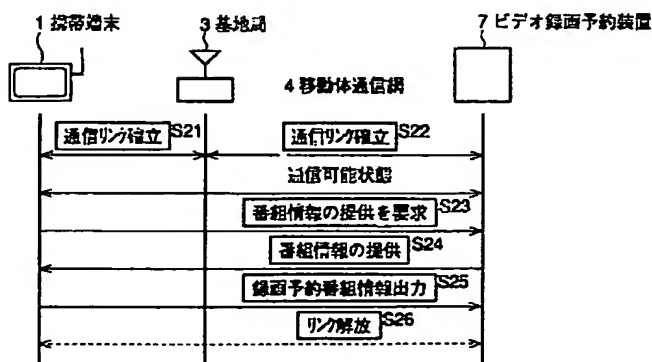 1 携帯端末
3 基地局
7 ビデオ録画予約装置
4 移動体通信網
通信リンク確立 S21
通信リンク確立 S22
通信可能状態
番組情報の提供を要求 S23
番組情報の提供 S24
録画予約番組情報出力 S25
リンク解放 S26